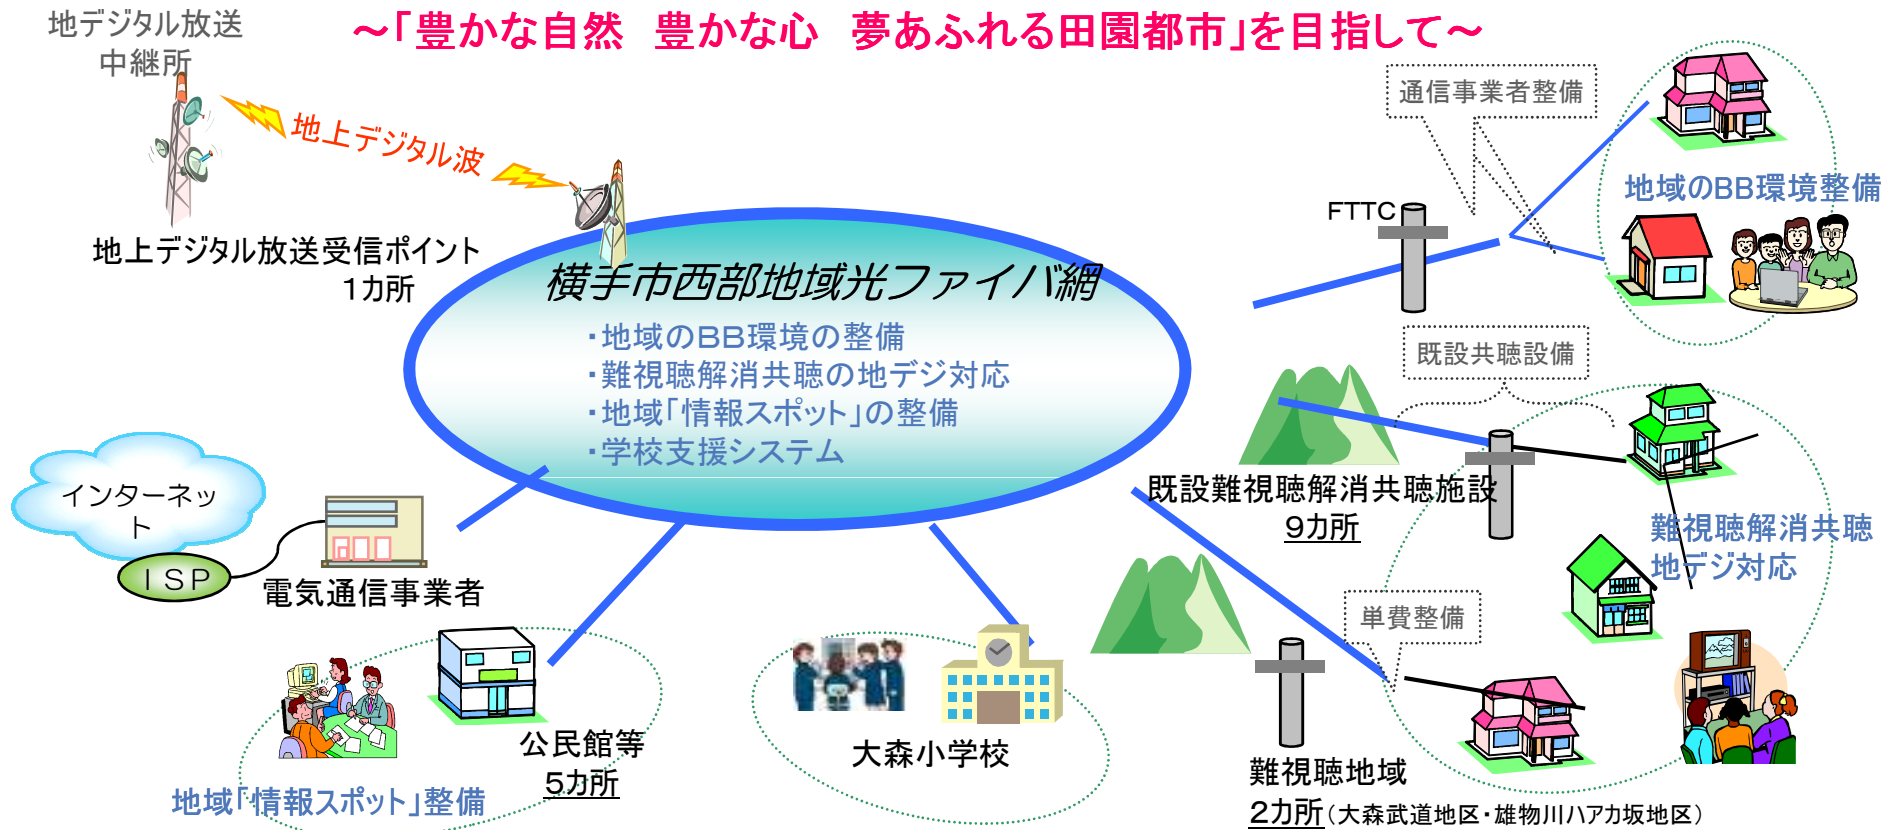 ～「豊かな自然　豊かな心　夢あふれる田園都市」を目指して～
地デジタル放送
中継所
地上デジタル波
地上デジタル放送受信ポイント
1カ所
横手市西部地域光ファイバ網
・地域のBB環境の整備
・難視聴解消共聴の地デジ対応
・地域「情報スポット」の整備
・学校支援システム
通信事業者整備
FTTC
地域のBB環境整備
既設共聴設備
既設難視聴解消共聴施設
9カ所
難視聴解消共聴
地デジ対応
インターネッ
ト
ISP
電気通信事業者
単費整備
公民館等
5カ所
地域「情報スポット」整備
大森小学校
難視聴地域
2カ所（大森武道地区・雄物川ハアカ坂地区）